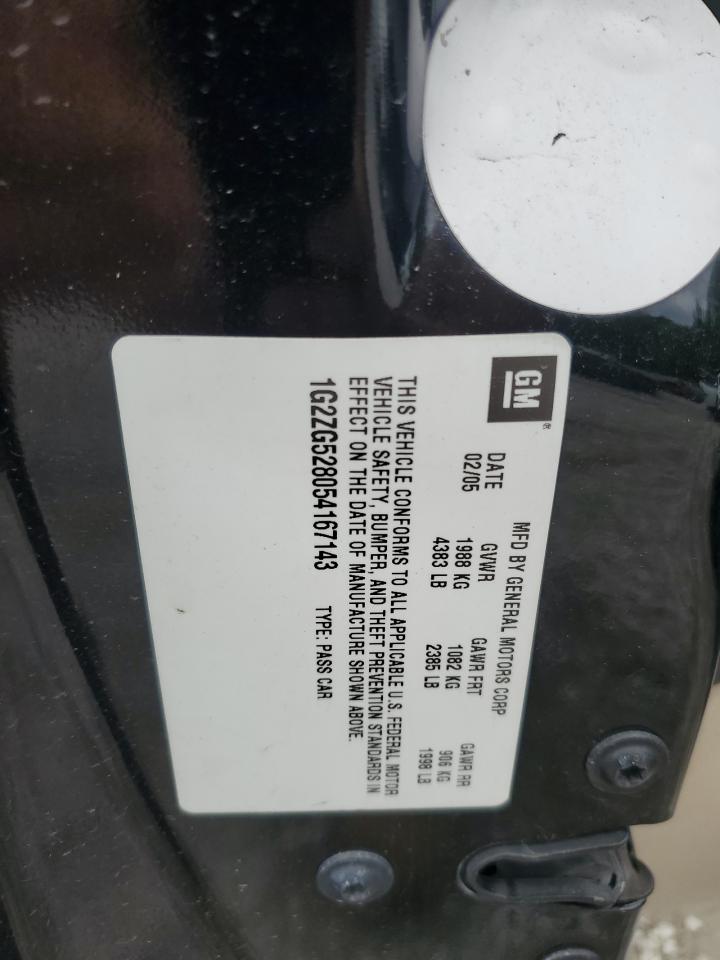 GM
MFD BY GENERAL MOTORS CORP
DATE GVWR GAWR FRT GAWR RR
02/05 1988 KG 1082 KG 906 KG
4383 LB 2385 LB 1998 LB
THIS VEHICLE CONFORMS TO ALL APPLICABLE U.S. FEDERAL MOTOR
VEHICLE SAFETY, BUMPER, AND THEFT PREVENTION STANDARDS IN
EFFECT ON THE DATE OF MANUFACTURE SHOWN ABOVE.
1G2ZG528054167143 TYPE: PASS CAR